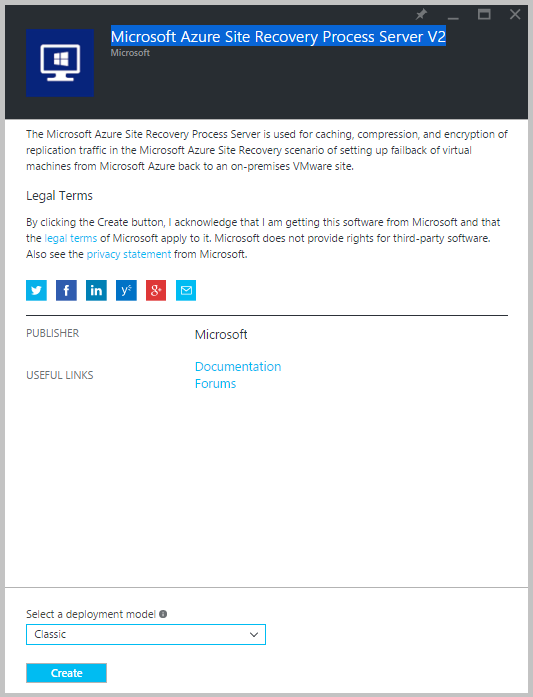 Microsoft Azure Site Recovery Process Server V2
Microsoft
The Microsoft Azure Site Recovery Process Server is used for caching, compression, and encryption of
replication traffic in the Microsoft Azure Site Recovery scenario of setting up failback of virtual
machines from Microsoft Azure back to an on-premises VMware site.
Legal Terms
By clicking the Create button, I acknowledge that I am getting this software from Microsoft and that
the legal terms of Microsoft apply to it. Microsoft does not provide rights for third-party software.
Also see the privacy statement from Microsoft.
PUBLISHER
Microsoft
USEFUL LINKS
Documentation
Forums
Select a deployment model
Classic
Create